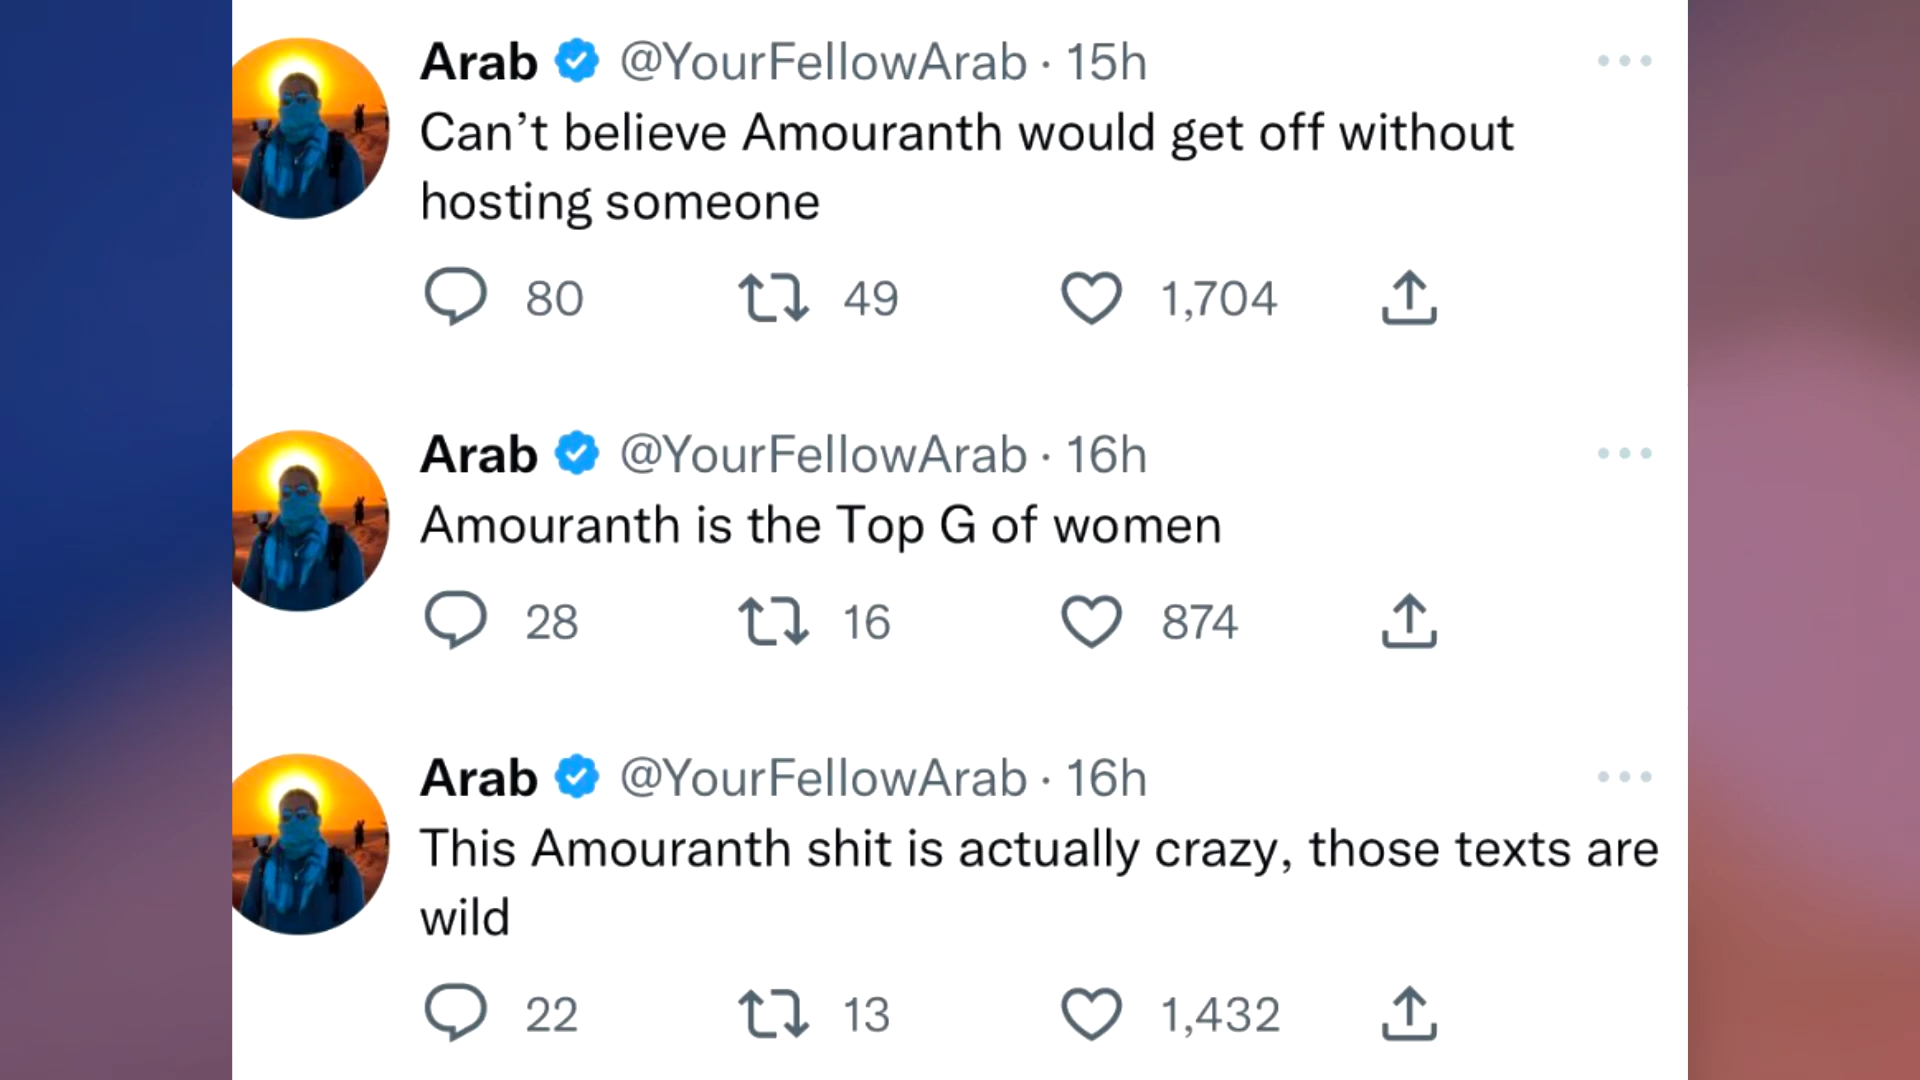 Arab @YourFellowArab · 15h
Can’t believe Amouranth would get off without
hosting someone
80 49 1,704
Arab @YourFellowArab · 16h
Amouranth is the Top G of women
28 16 874
Arab @YourFellowArab · 16h
This Amouranth shit is actually crazy, those texts are
wild
22 13 1,432